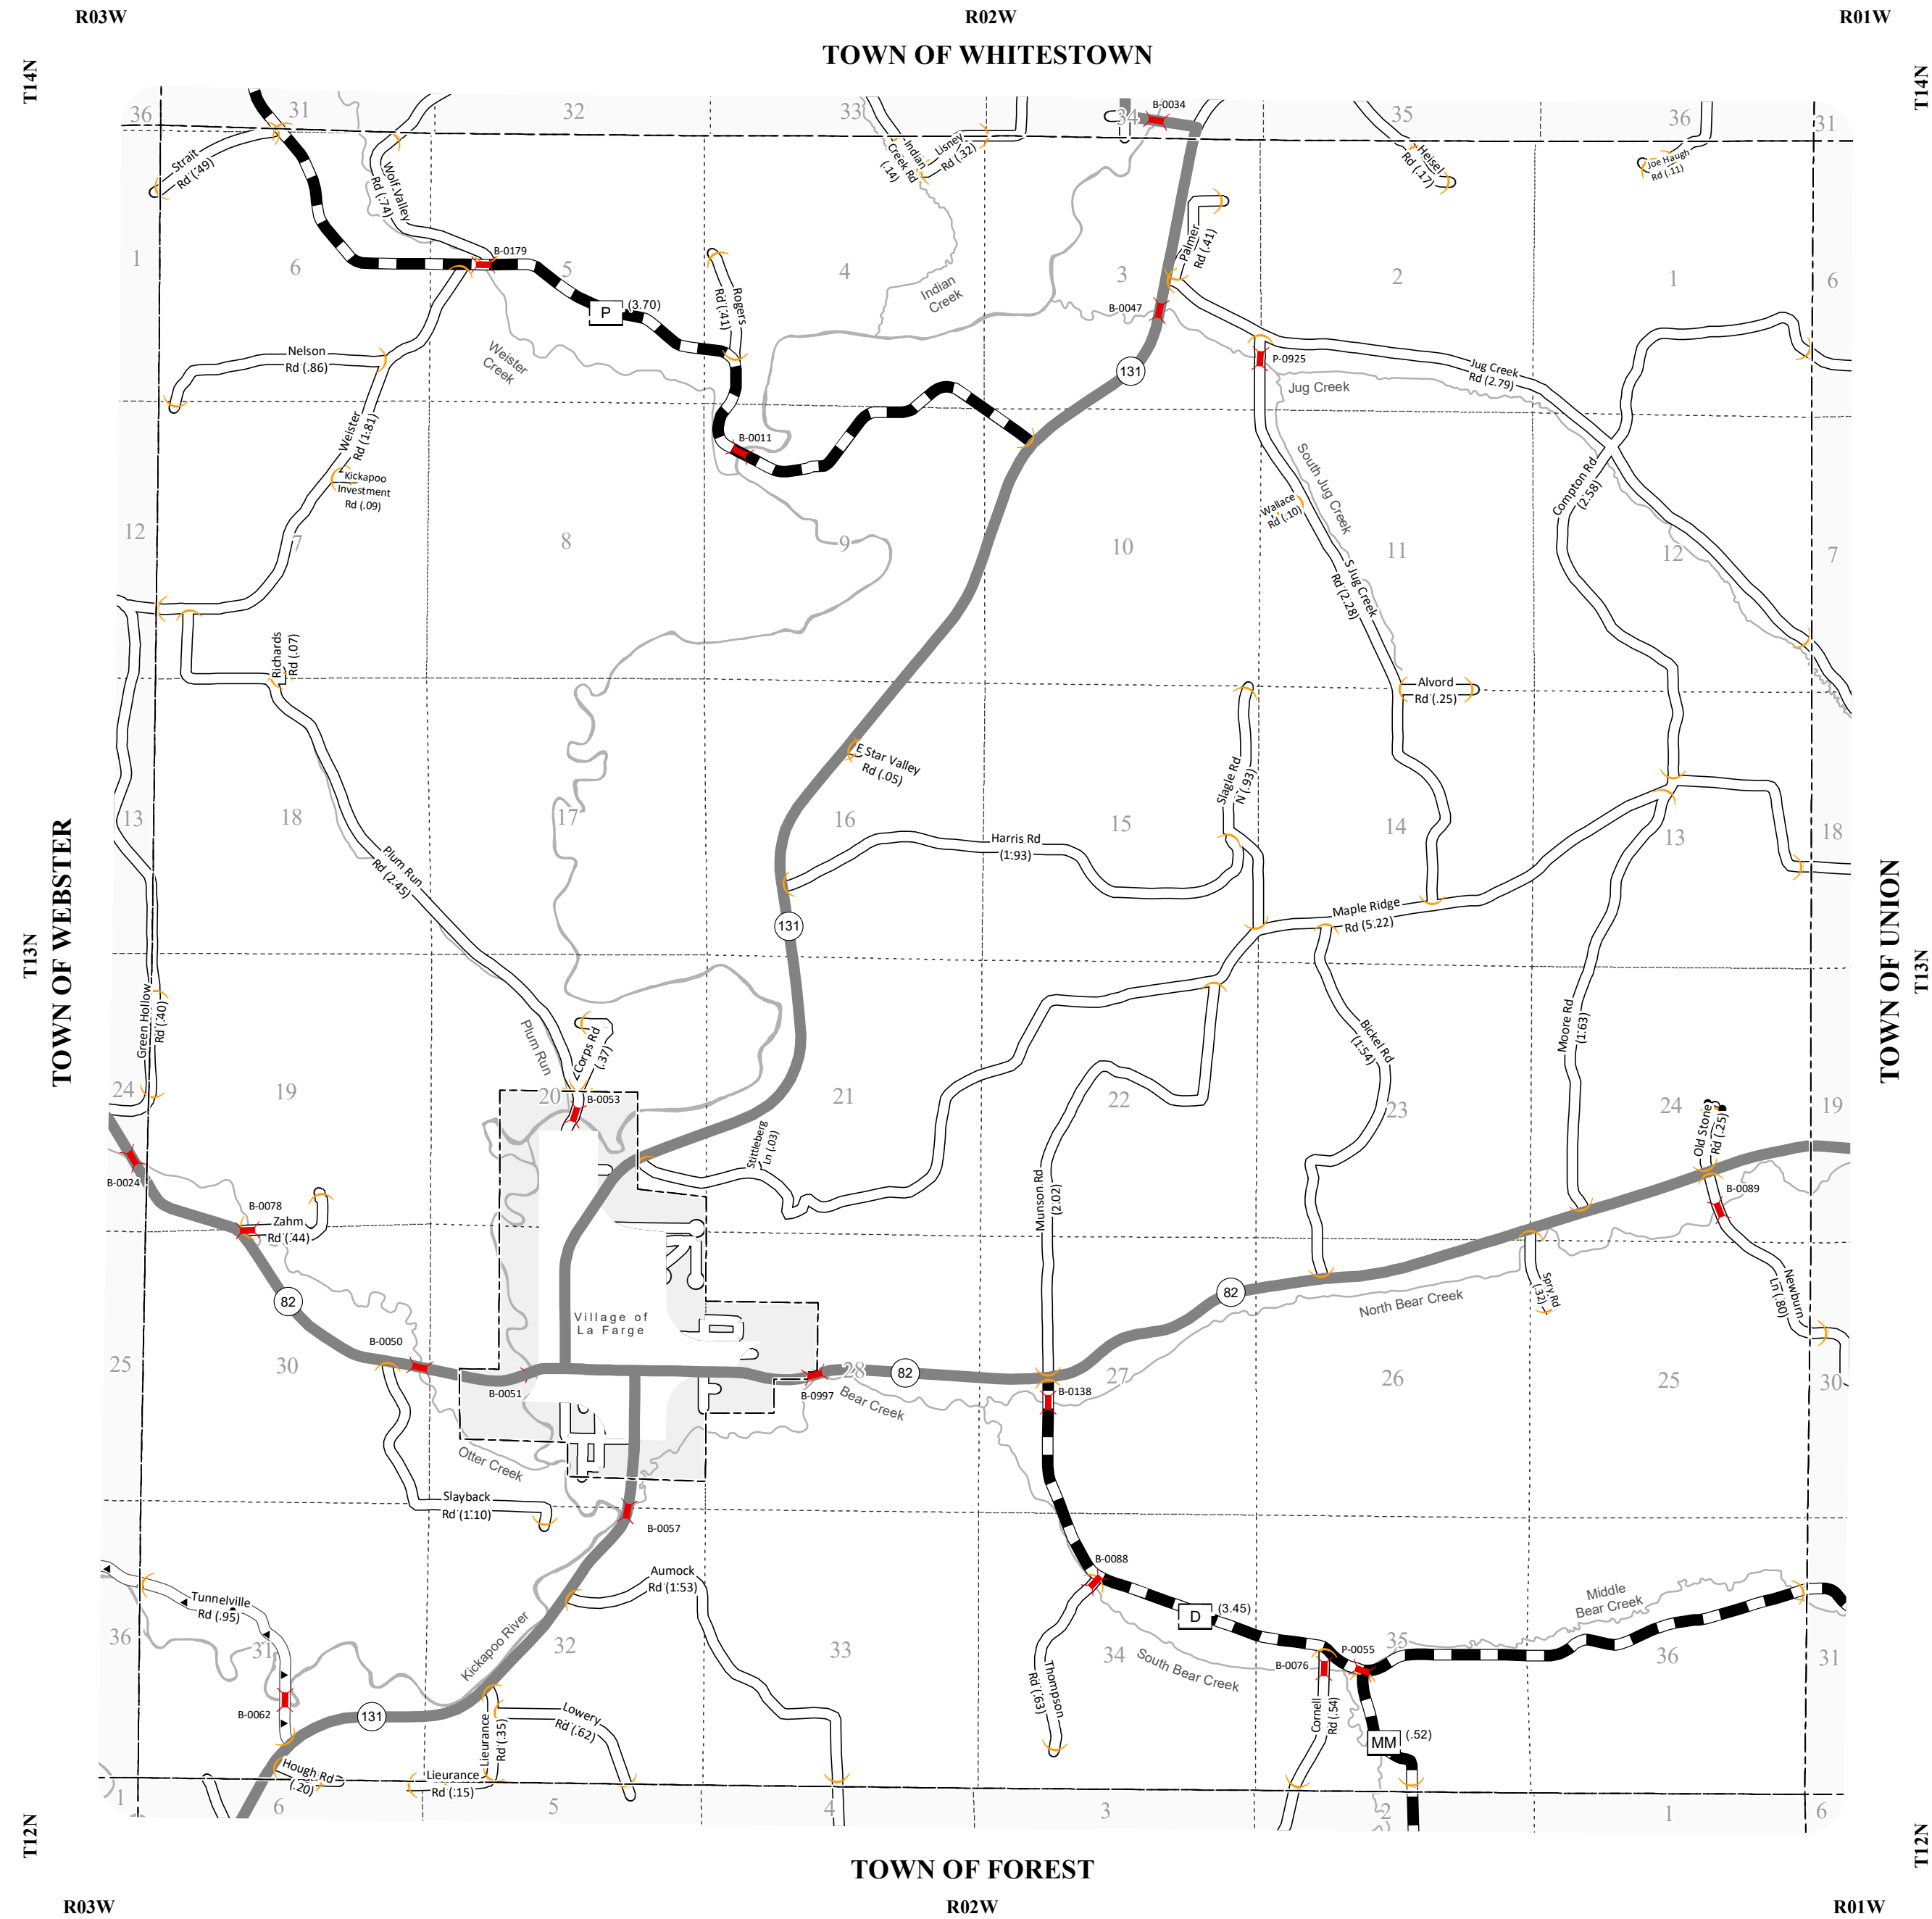 R03W
R02W
R01W
TOWN OF WHITESTOWN
T14N
T14N
36
31
32
33
34
B-0034
35
36
31
Strait
Rd (.49)
Wolf Valley
Rd (.74)
Indian
Creek Rd
(.14)
Lisney
Rd (.32)
Heisel
Rd (.17)
Joe Haugh
Rd (.11)
1
6
B-0179
5
4
3
2
1
6
Palmer
Rd (.41)
P
(3.70)
Rogers
Rd (.41)
Indian
Creek
B-0047
131
P-0925
Nelson
Rd (.86)
Weister
Creek
Jug Creek
Jug Creek
Rd (2.79)
Weister
Rd (1.81)
B-0011
Kickapoo
Investment
Rd (.09)
South Jug Creek
Wallace
Rd (.10)
Compton Rd
(2.58)
12
7
8
9
10
11
12
7
S Jug Creek
Rd (2.28)
Richards
Rd (.07)
Alvord
Rd (.25)
E Star Valley
Rd (.05)
Slagle Rd
N (.93)
13
18
17
16
15
14
13
18
Harris Rd
(1.93)
Plum Run
Rd (2.45)
131
Maple Ridge
Rd (5.22)
TOWN OF WEBSTER
TOWN OF UNION
T13N
T13N
Green Hollow
Rd (.40)
Plum Run
Corps Rd
(.37)
Bickel Rd
(1.54)
Moore Rd
(1.63)
24
19
20
B-0053
21
22
23
24
19
Old Stone
Rd (.25)
Stittleberg
Ln (.03)
B-0024
B-0078
Zahm
Rd (.44)
Munson Rd
(2.02)
B-0089
82
82
North Bear Creek
Spry Rd
(.32)
Newburn
Ln (.80)
Village of
La Farge
B-0050
25
30
B-0051
B-0997
28
82
27
26
25
30
B-0138
Bear Creek
Otter Creek
Slayback
Rd (1.10)
B-0057
B-0088
Aumock
Rd (1.53)
Tunnelville
Rd (.95)
D
(3.45)
Middle
Bear Creek
36
31
Kickapoo River
32
33
34
35
36
31
P-0055
B-0076
South Bear Creek
Thompson
Rd (.63)
Cornell
Rd (.54)
B-0062
131
Lieurance
Rd (.35)
Lowery
Rd (.62)
MM
(.52)
Hough Rd
(.20)
Lieurance
Rd (.15)
1
6
5
4
3
2
1
6
T12N
T12N
TOWN OF FOREST
R03W
R02W
R01W